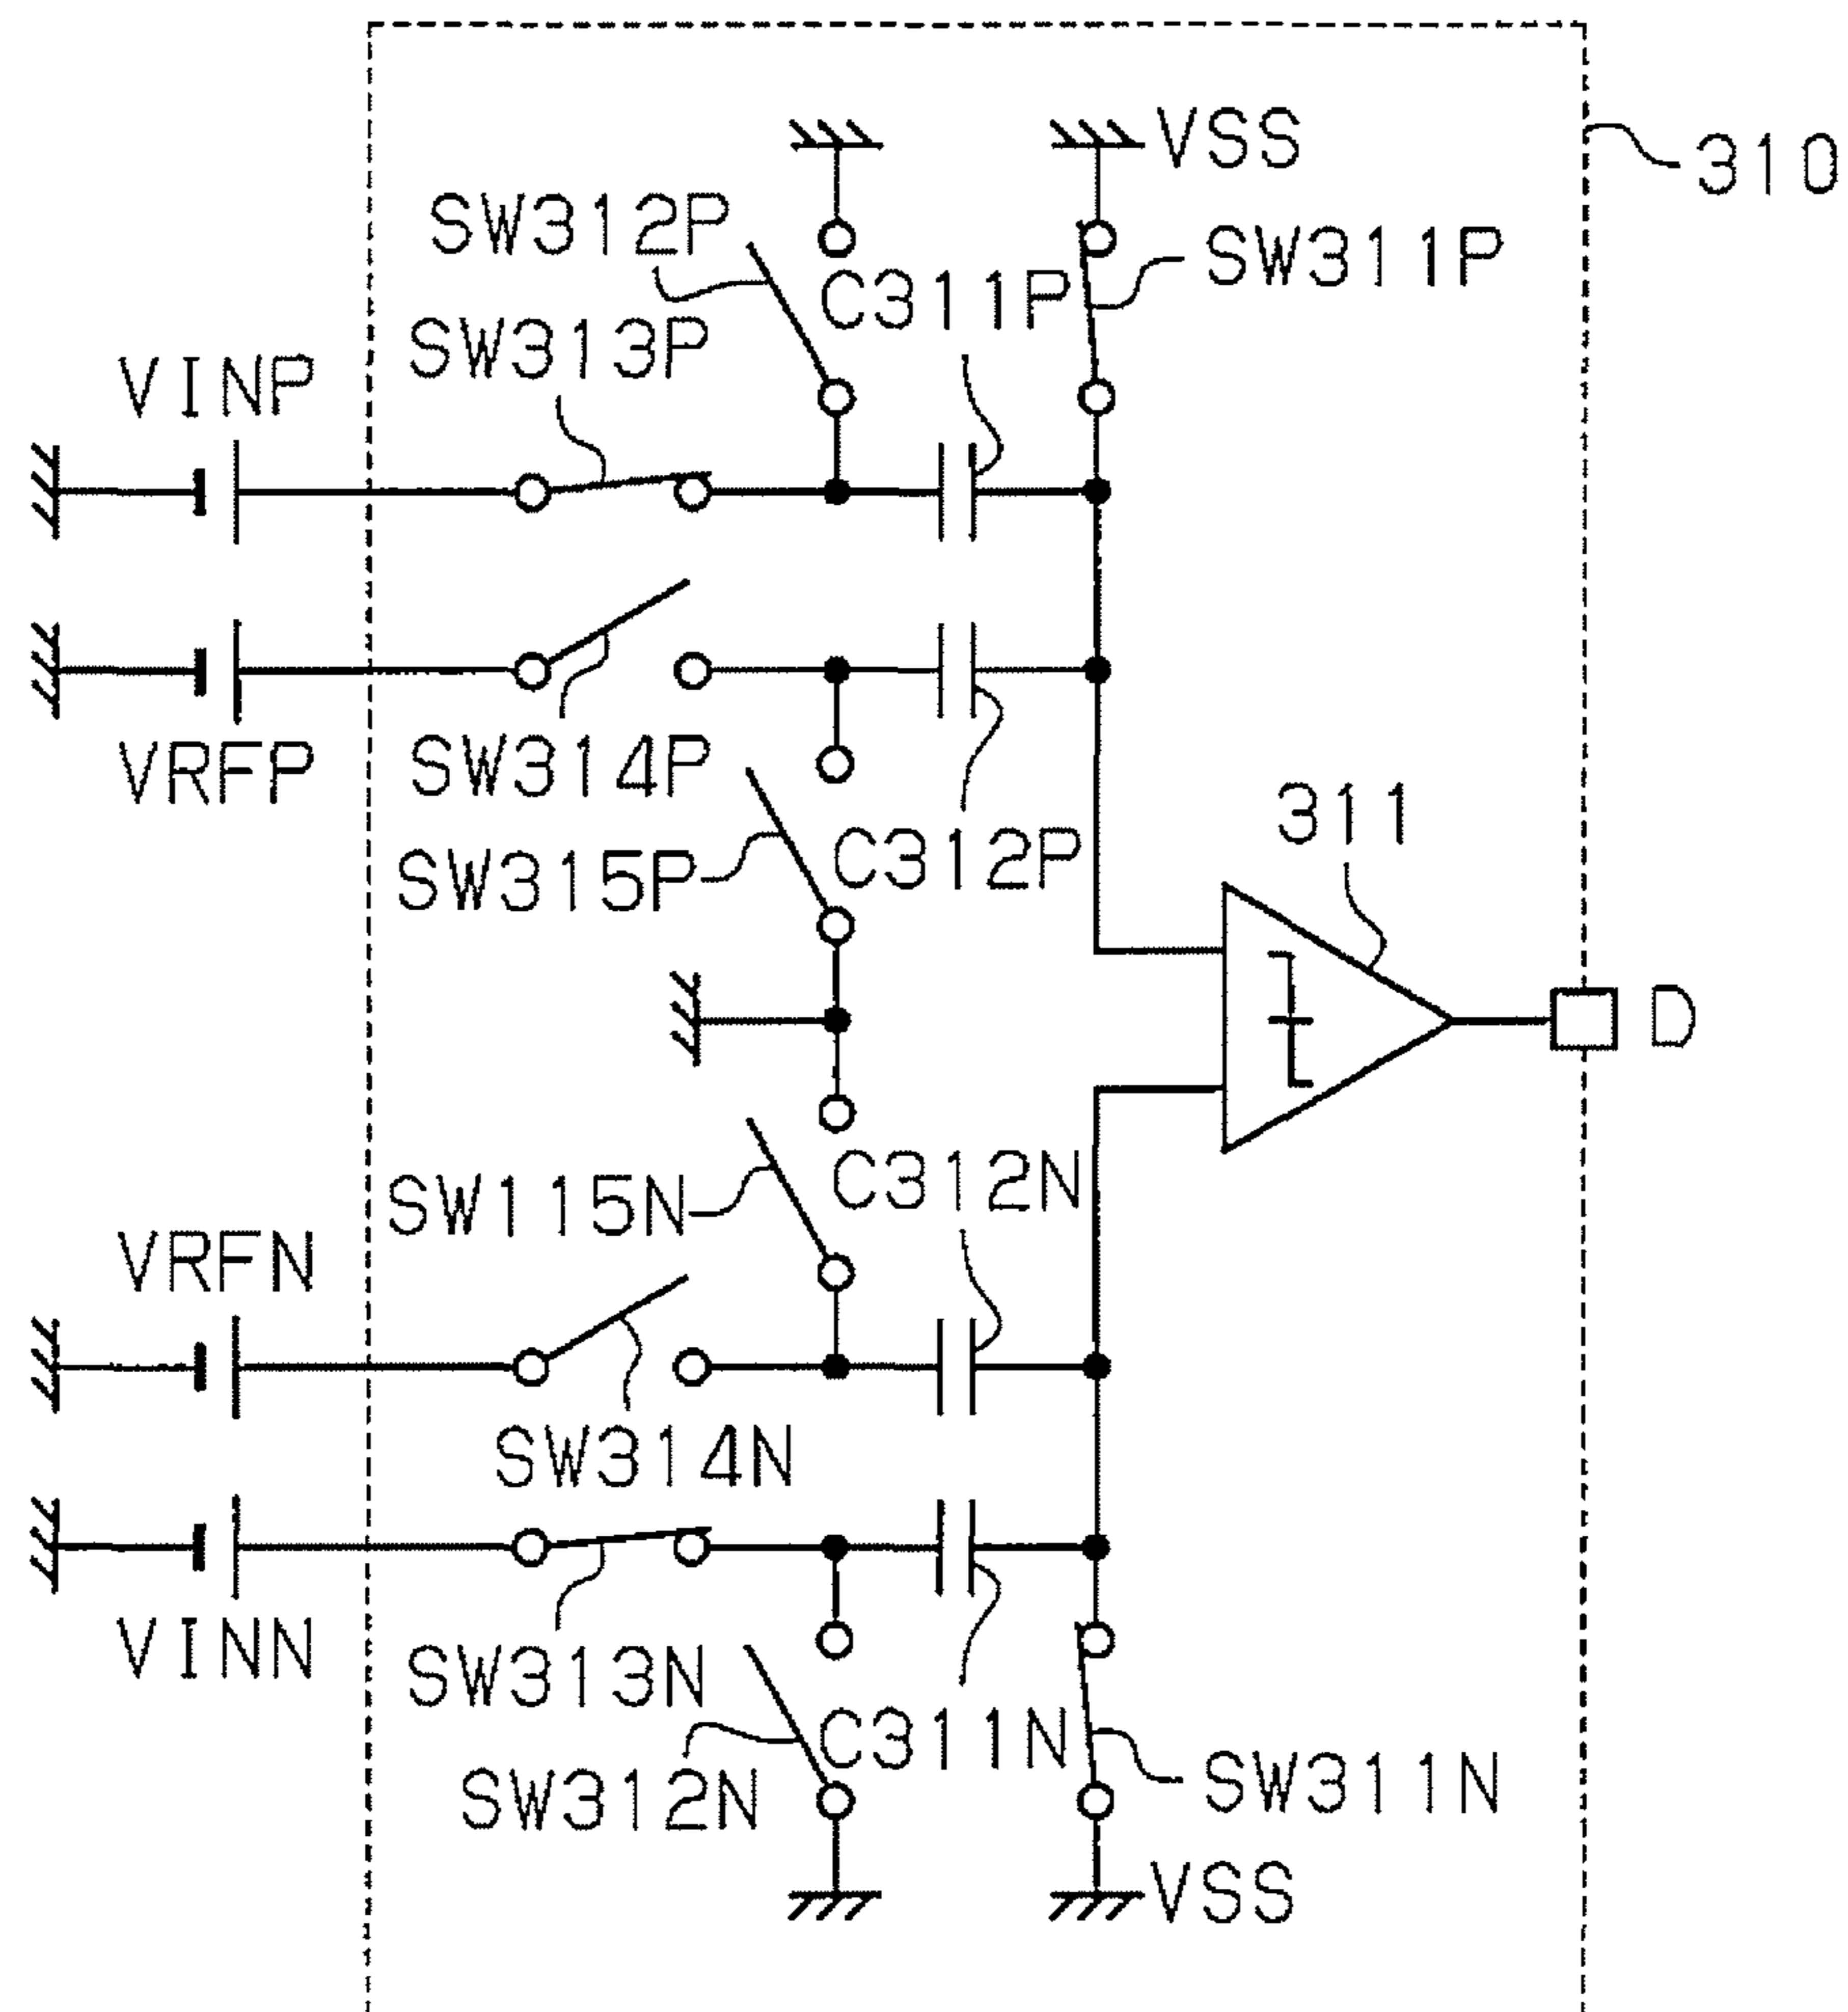 VSS
310
SW312P
SW311P
C311P
SW313P
VINP
VRFP
SW314P
311
C312P
SW315P
D
C312N
SW115N
VRFN
SW314N
VINN
SW313N
C311N
SW311N
SW312N
VSS